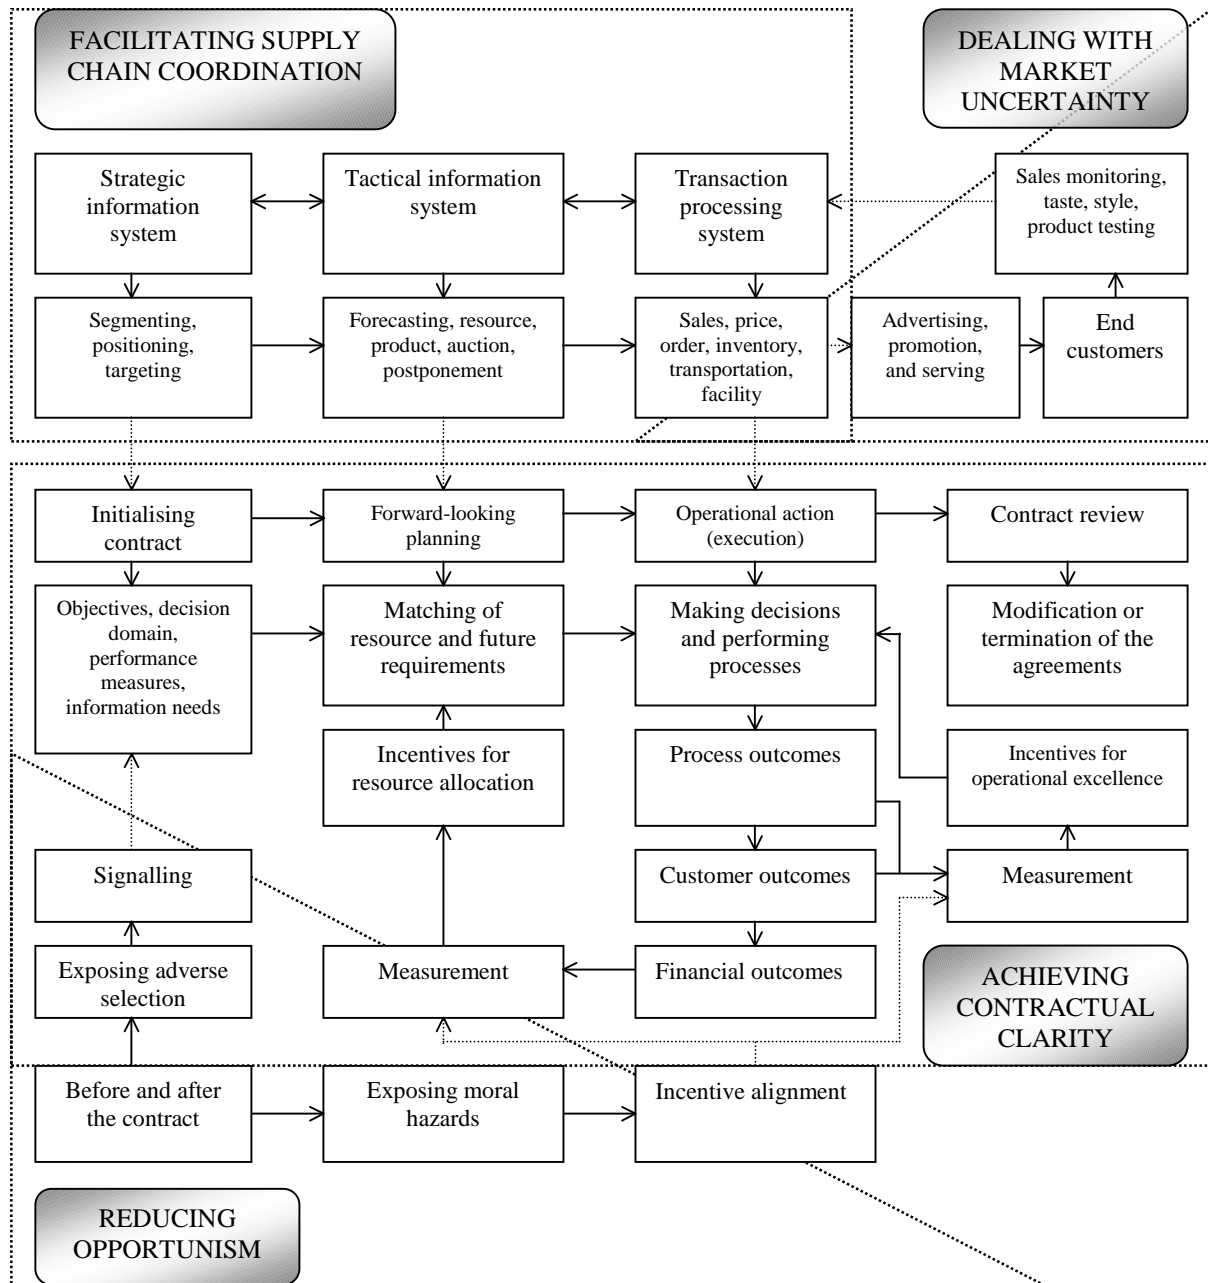 FACILITATING SUPPLY
CHAIN COORDINATION
DEALING WITH
MARKET
UNCERTAINTY
Strategic
information
system
Tactical information
system
Transaction
processing
system
Sales monitoring,
taste, style,
product testing
Segmenting,
positioning,
targeting
Forecasting, resource,
product, auction,
postponement
Sales, price,
order, inventory,
transportation,
facility
Advertising,
promotion,
and serving
End
customers
Initialising
contract
Forward-looking
planning
Operational action
(execution)
Contract review
Objectives, decision
domain,
performance
measures,
information needs
Matching of
resource and future
requirements
Making decisions
and performing
processes
Modification or
termination of the
agreements
Incentives for
resource allocation
Process outcomes
Incentives for
operational excellence
Signalling
Customer outcomes
Measurement
Exposing adverse
selection
Measurement
Financial outcomes
ACHIEVING
CONTRACTUAL
CLARITY
Before and after
the contract
Exposing moral
hazards
Incentive alignment
REDUCING
OPPORTUNISM